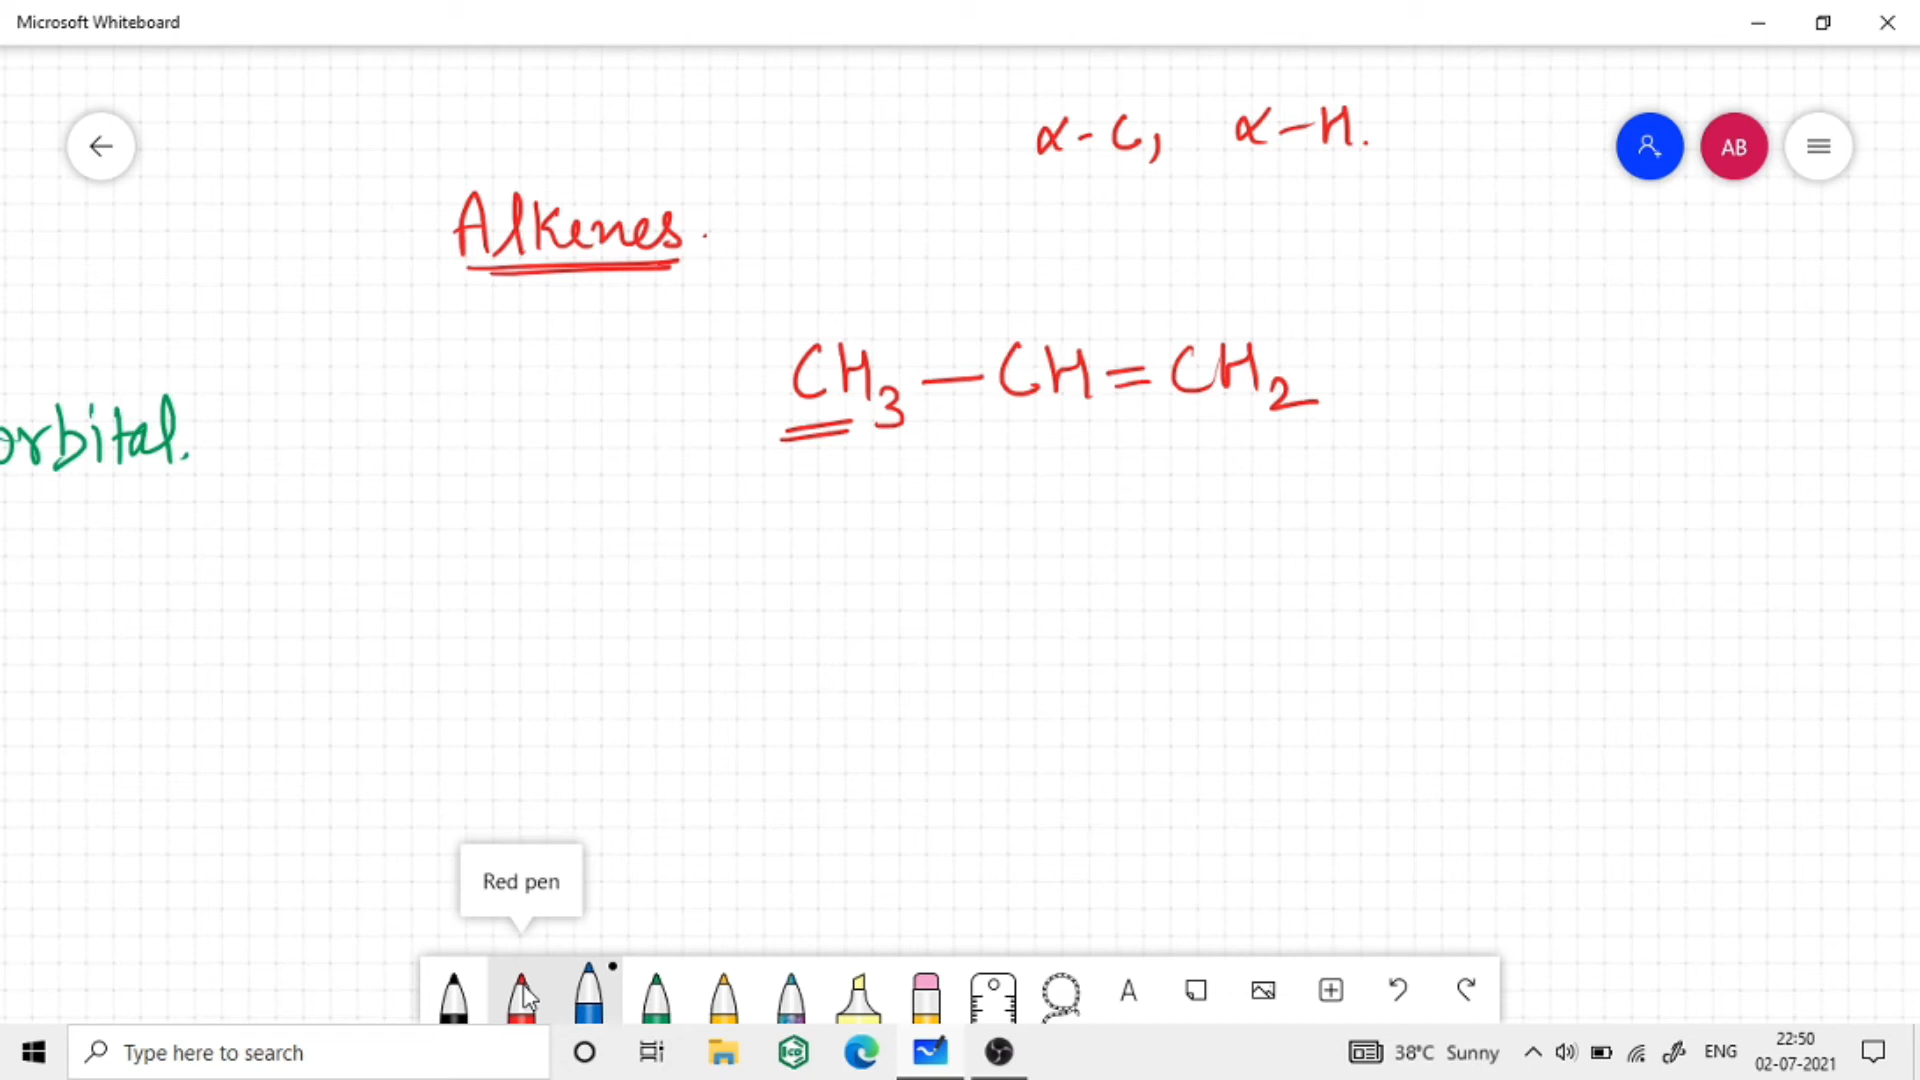 Microsoft Whiteboard
α-C, α-H.
AB
Alkenes.
CH₃-CH=CH₂
orbital.
Red pen
A
Type here to search
38°C Sunny
ENG
22:50
02-07-2021